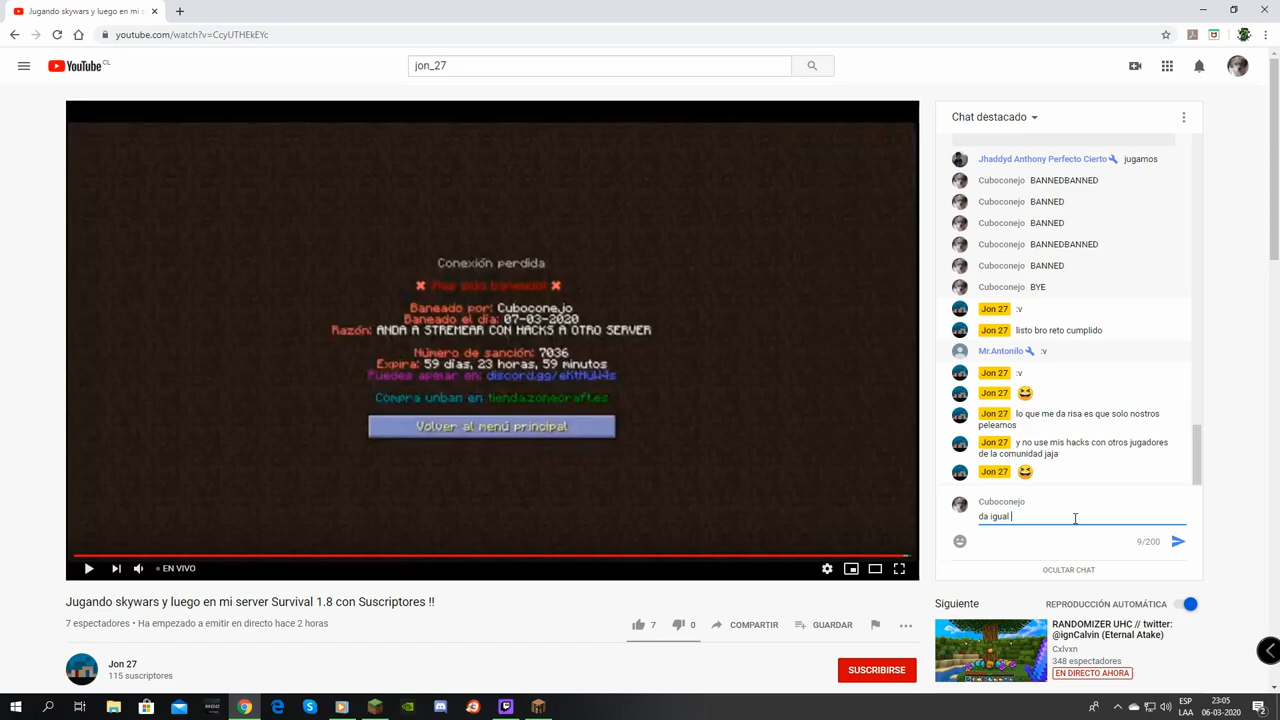 Jugando skywars y luego en mi s
youtube.com/watch?v=CcyUTHEkEYc
YouTube CL
jon_27
Conexión perdida
✖ Has sido baneado! ✖
Baneado por: Cuboconejo
Baneado el día: 07-03-2020
Razón: ANDA A STREMEAR CON HACKS A OTRO SERVER
Número de sanción: 7036
Expira: 59 dias, 23 horas, 59 minutos
Puedes apelar en:
Compra unban en tienda.zonecraft.es
Volver al menú principal
EN VIVO
Chat destacado
Jhaddyd Anthony Perfecto Cierto jugamos
Cuboconejo BANNEDBANNED
Cuboconejo BANNED
Cuboconejo BANNED
Cuboconejo BANNEDBANNED
Cuboconejo BANNED
Cuboconejo BYE
Jon 27 :v
Jon 27 listo bro reto cumplido
Mr.Antonilo :v
Jon 27 :v
Jon 27 😆
Jon 27 lo que me da risa es que solo nostros
peleamos
Jon 27 y no use mis hacks con otros jugadores
de la comunidad jaja
Jon 27 😆
Cuboconejo
da igual
9/200
OCULTAR CHAT
Jugando skywars y luego en mi server Survival 1.8 con Suscriptores !!
7 espectadores • Ha empezado a emitir en directo hace 2 horas
7 0 COMPARTIR GUARDAR
Jon 27
115 suscriptores
SUSCRIBIRSE
Siguiente REPRODUCCIÓN AUTOMÁTICA
RANDOMIZER UHC // twitter:
@ignCalvin (Eternal Atake)
Cxlvxn
348 espectadores
EN DIRECTO AHORA
ESP
LAA
23:05
06-03-2020
2